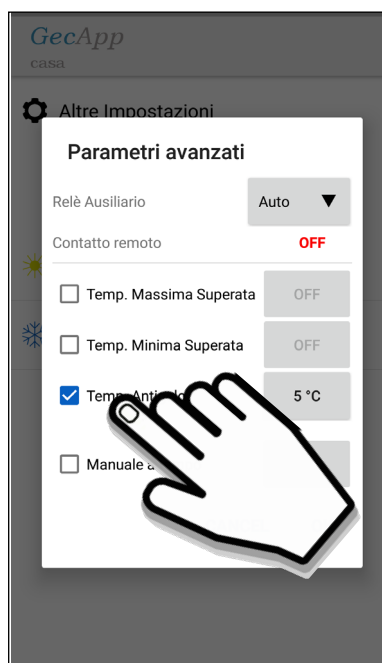 GecApp
casa
Altre Impostazioni
Parametri avanzati
Relè Ausiliario Auto ▼
Contatto remoto OFF
Temp. Massima Superata OFF
Temp. Minima Superata OFF
5 °C
Manuale